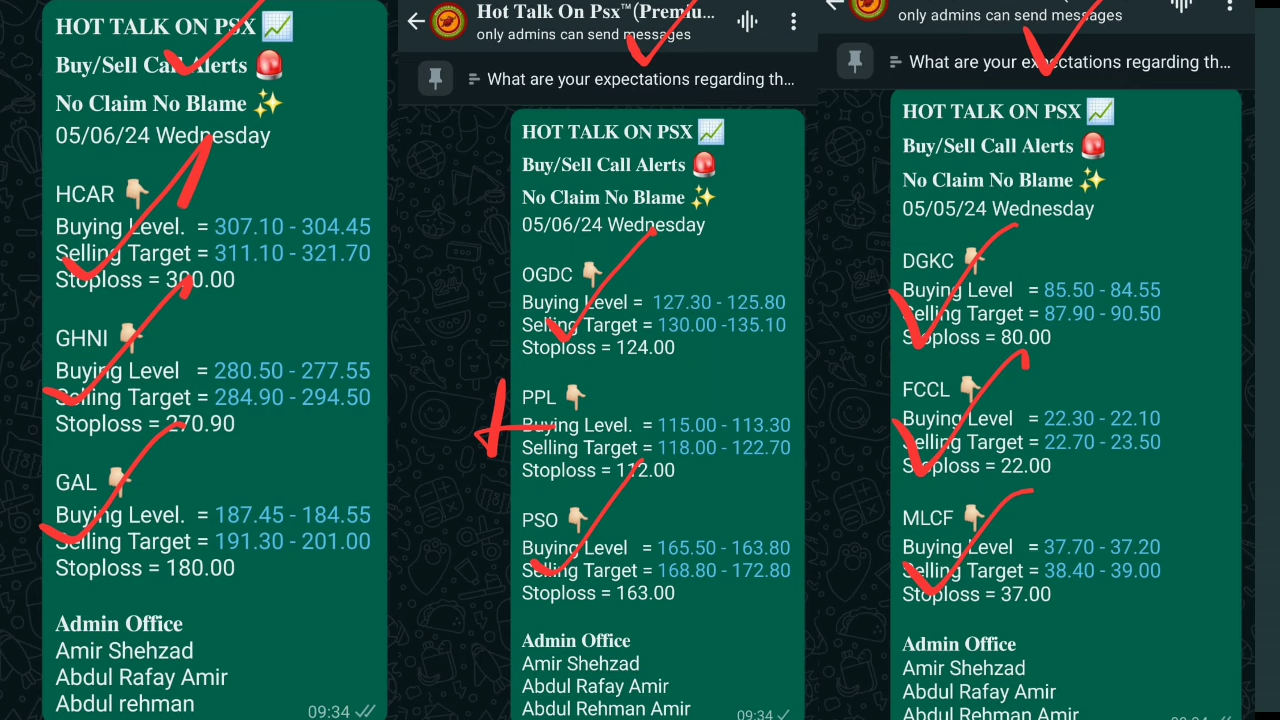 HOT TALK ON PSX 📈
Buy/Sell Call Alerts 🚨
No Claim No Blame ✨
05/06/24 Wednesday
HCAR 👇🏼
Buying Level. = 307.10 - 304.45
Selling Target = 311.10 - 321.70
Stoploss = 300.00
GHNI 👇🏼
Buying Level = 280.50 - 277.55
Selling Target = 284.90 - 294.50
Stoploss = 270.90
GAL 👇🏼
Buying Level. = 187.45 - 184.55
Selling Target = 191.30 - 201.00
Stoploss = 180.00
Admin Office
Amir Shehzad
Abdul Rafay Amir
Abdul rehman
09:34
Hot Talk On Psx™(Premiu...
only admins can send messages
What are your expectations regarding th...
HOT TALK ON PSX 📈
Buy/Sell Call Alerts 🚨
No Claim No Blame ✨
05/06/24 Wednesday
OGDC 👇🏼
Buying Level = 127.30 - 125.80
Selling Target = 130.00 -135.10
Stoploss = 124.00
PPL 👇🏼
Buying Level. = 115.00 - 113.30
Selling Target = 118.00 - 122.70
Stoploss = 112.00
PSO 👇🏼
Buying Level = 165.50 - 163.80
Selling Target = 168.80 - 172.80
Stoploss = 163.00
Admin Office
Amir Shehzad
Abdul Rafay Amir
Abdul Rehman Amir
09:34
only admins can send messages
What are your expectations regarding th...
HOT TALK ON PSX 📈
Buy/Sell Call Alerts 🚨
No Claim No Blame ✨
05/05/24 Wednesday
DGKC 👇🏼
Buying Level = 85.50 - 84.55
Selling Target = 87.90 - 90.50
Stoploss = 80.00
FCCL 👇🏼
Buying Level = 22.30 - 22.10
Selling Target = 22.70 - 23.50
Stoploss = 22.00
MLCF 👇🏼
Buying Level = 37.70 - 37.20
Selling Target = 38.40 - 39.00
Stoploss = 37.00
Admin Office
Amir Shehzad
Abdul Rafay Amir